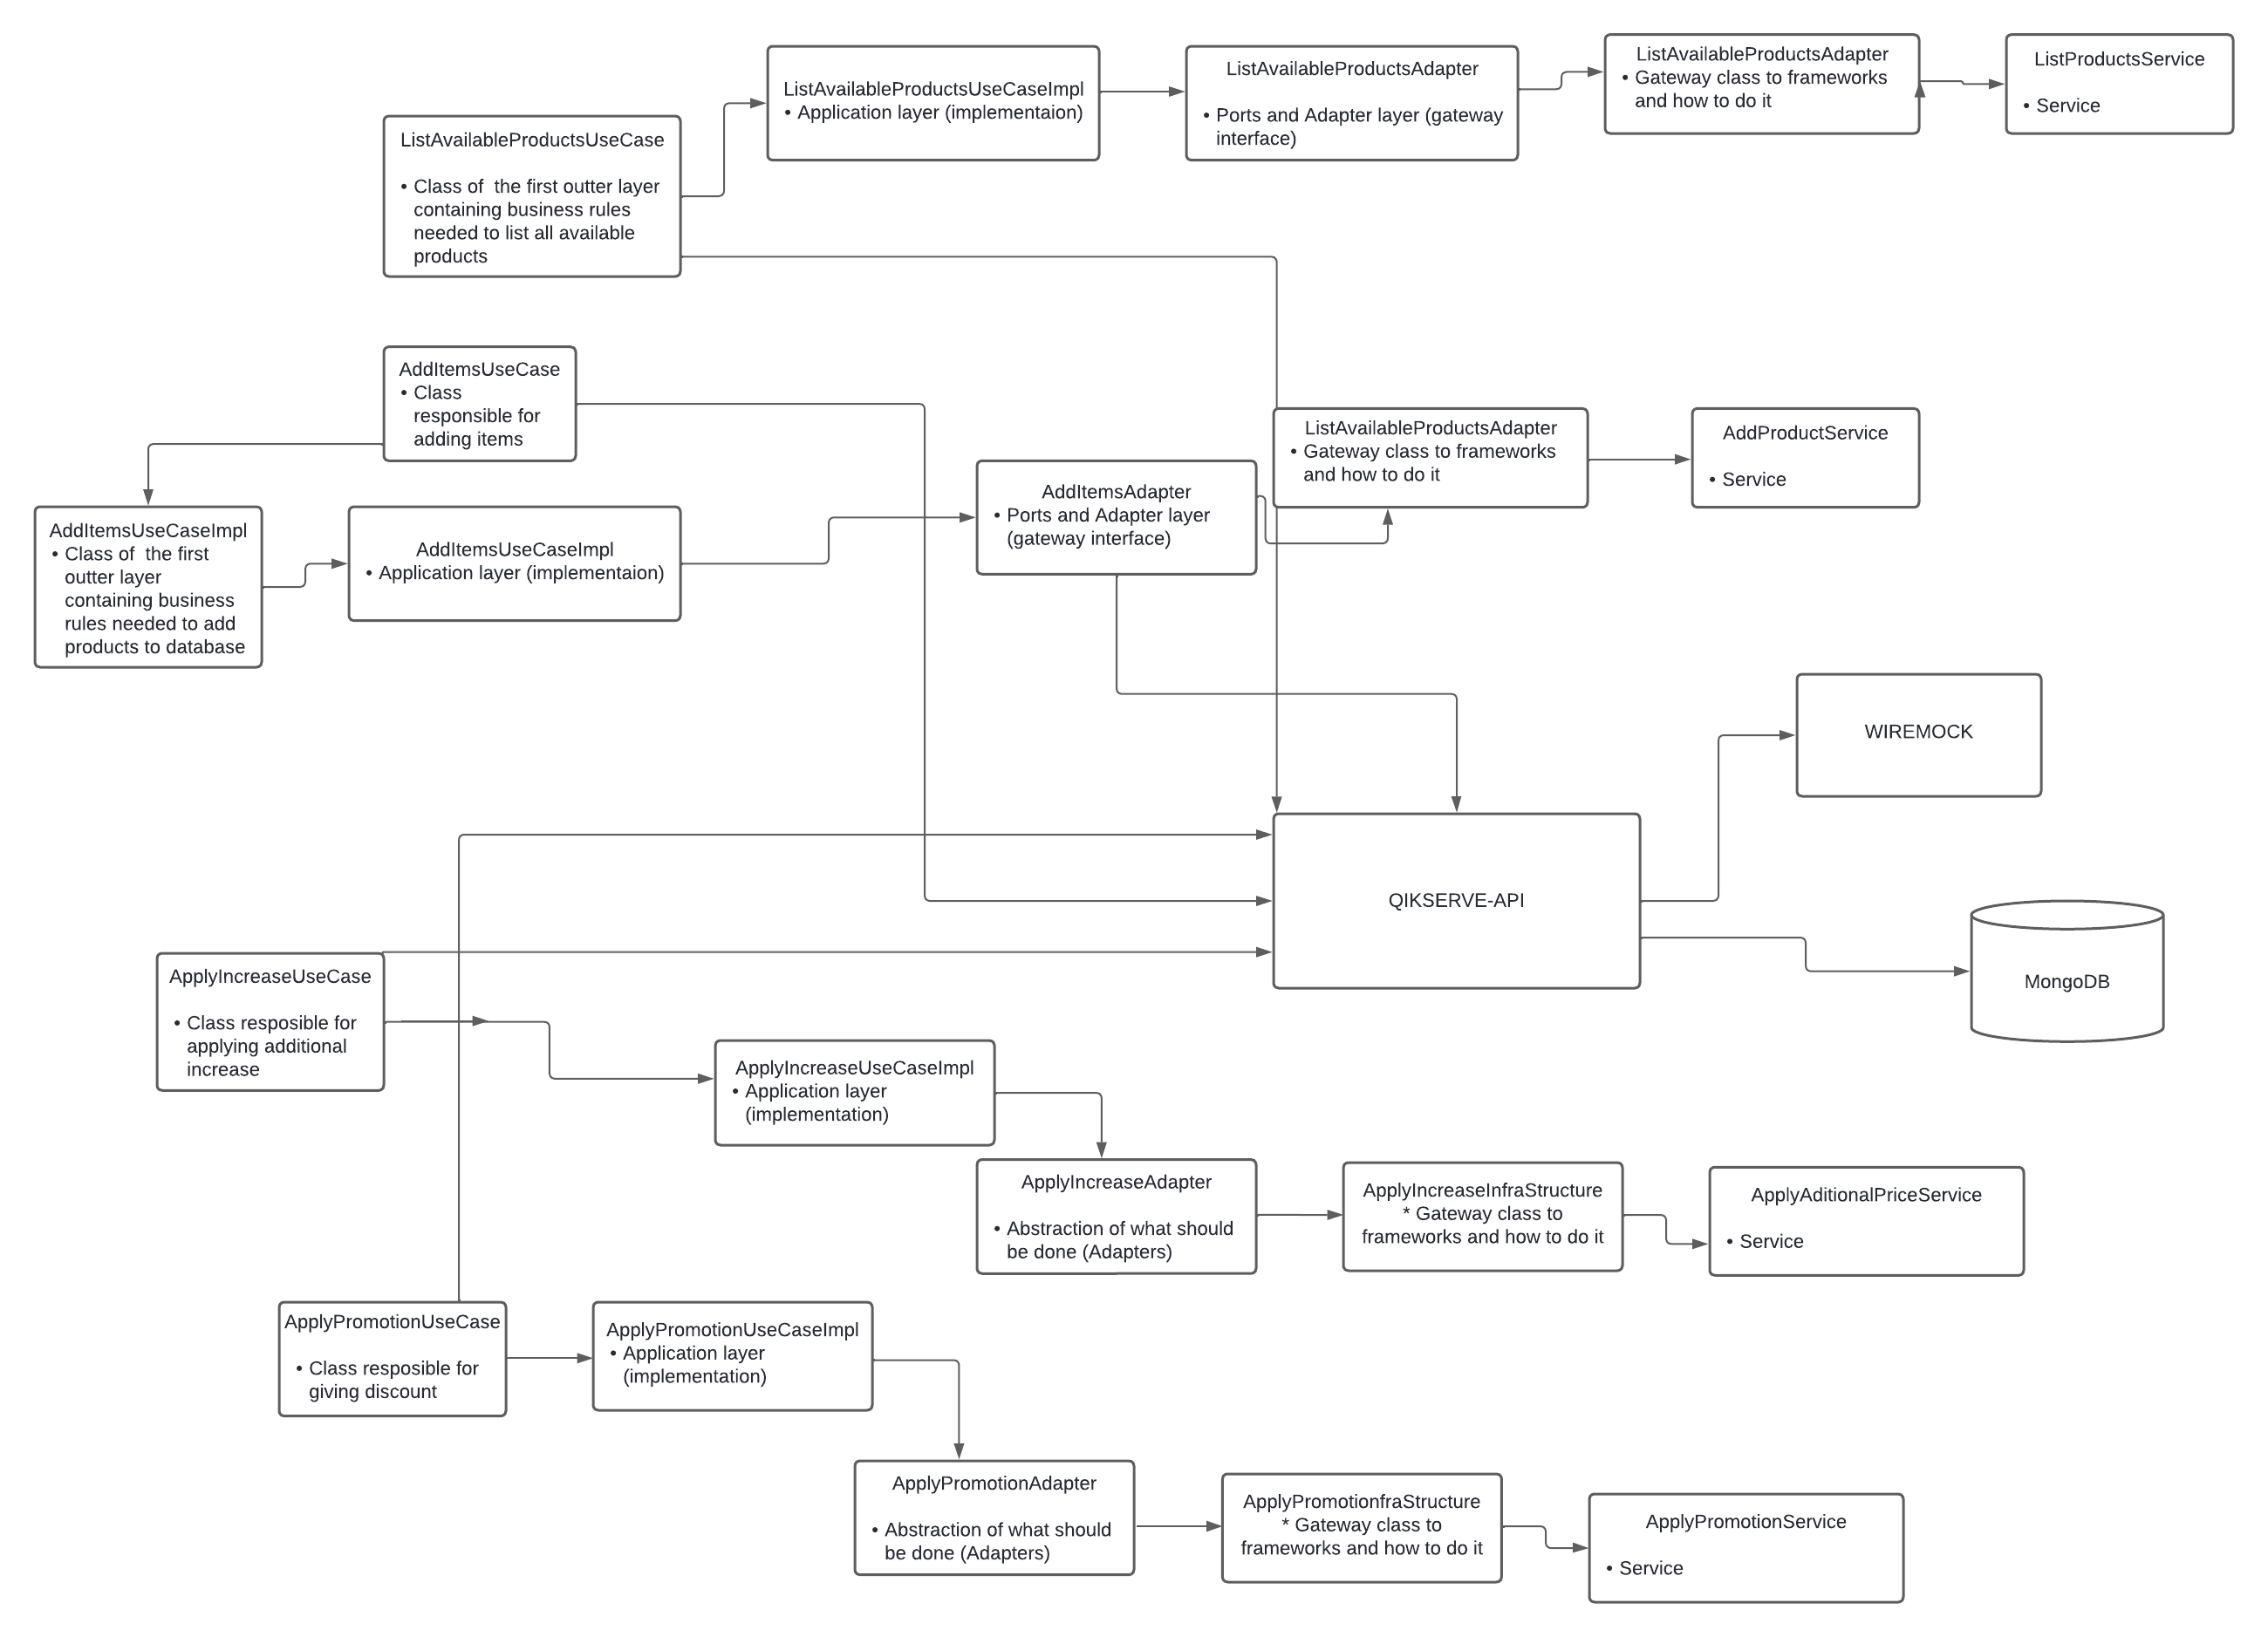 ListAvailableProductsUseCase
• Class of  the first outter layer
containing business rules
needed to list all available
products
ListAvailableProductsUseCaseImpl
• Application layer (implementaion)
ListAvailableProductsAdapter
• Ports and Adapter layer (gateway
interface)
ListAvailableProductsAdapter
• Gateway class to frameworks
and how to do it
ListProductsService
• Service
AddItemsUseCase
• Class
responsible for
adding items
AddItemsUseCaseImpl
• Class of  the first
outter layer
containing business
rules needed to add
products to database
AddItemsUseCaseImpl
• Application layer (implementaion)
AddItemsAdapter
• Ports and Adapter layer
(gateway interface)
ListAvailableProductsAdapter
• Gateway class to frameworks
and how to do it
AddProductService
• Service
WIREMOCK
QIKSERVE-API
MongoDB
ApplyIncreaseUseCase
• Class resposible for
applying additional
increase
ApplyIncreaseUseCaseImpl
• Application layer
(implementation)
ApplyIncreaseAdapter
• Abstraction of what should
be done (Adapters)
ApplyIncreaseInfraStructure
* Gateway class to
frameworks and how to do it
ApplyAditionalPriceService
• Service
ApplyPromotionUseCase
• Class resposible for
giving discount
ApplyPromotionUseCaseImpl
• Application layer
(implementation)
ApplyPromotionAdapter
• Abstraction of what should
be done (Adapters)
ApplyPromotionfraStructure
* Gateway class to
frameworks and how to do it
ApplyPromotionService
• Service